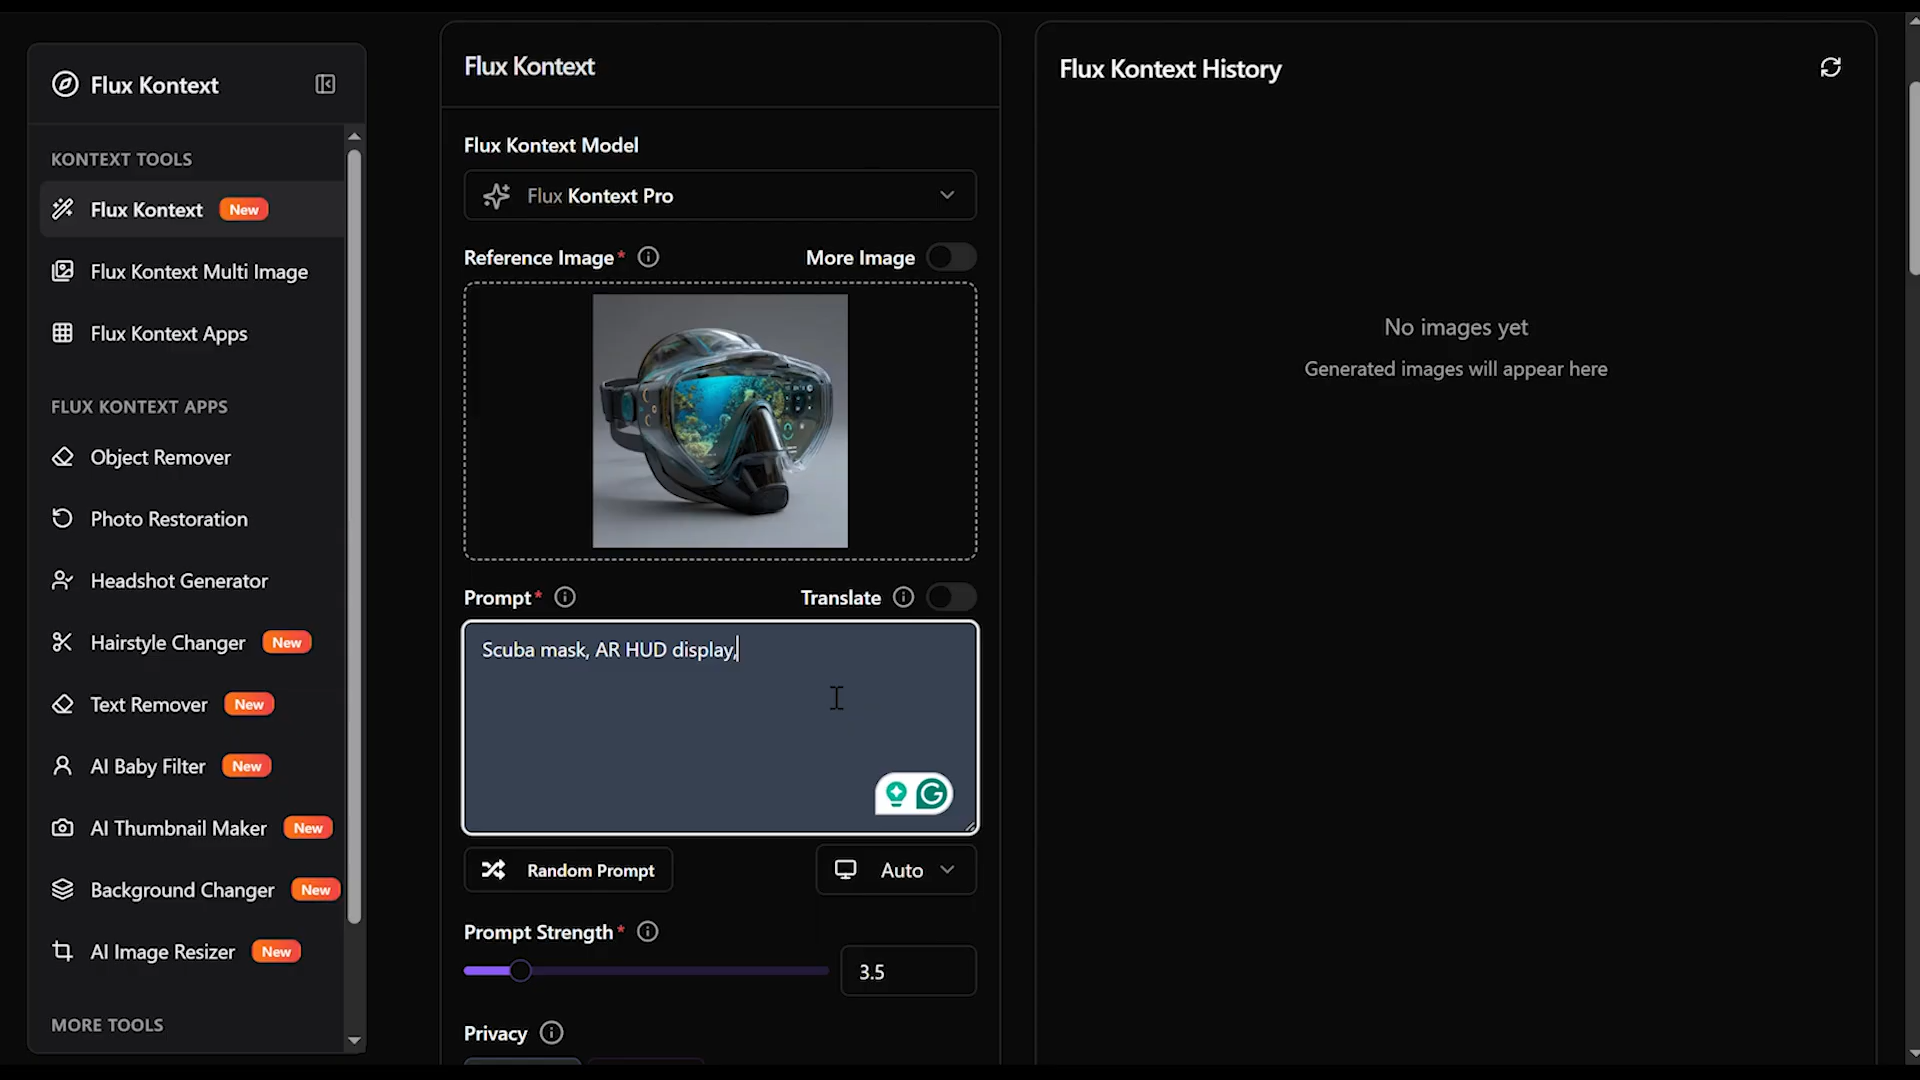 Flux Kontext
KONTEXT TOOLS
Flux Kontext New
Flux Kontext Multi Image
Flux Kontext Apps
FLUX KONTEXT APPS
Object Remover
Photo Restoration
Headshot Generator
Hairstyle Changer New
Text Remover New
AI Baby Filter New
AI Thumbnail Maker New
Background Changer New
AI Image Resizer New
MORE TOOLS
Flux Kontext
Flux Kontext Model
Flux Kontext Pro
Reference Image* More Image
Prompt* Translate
Scuba mask, AR HUD display,
Random Prompt Auto
Prompt Strength*
3.5
Privacy
Flux Kontext History
No images yet
Generated images will appear here